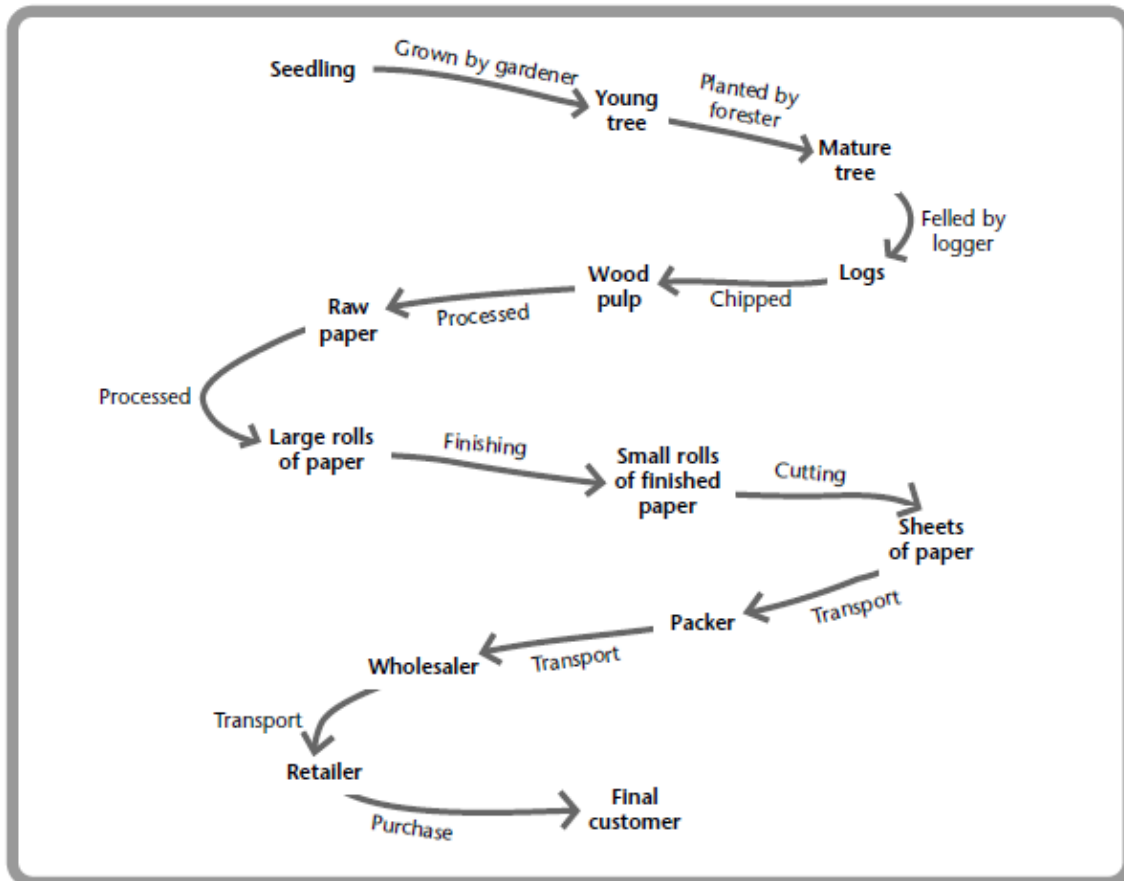 Seedling
Grown by gardener
Young
tree
Planted by
forester
Mature
tree
Felled by
logger
Logs
Chipped
Wood
pulp
Processed
Raw
paper
Processed
Large rolls
of paper
Finishing
Small rolls
of finished
paper
Cutting
Sheets
of paper
Transport
Packer
Transport
Wholesaler
Transport
Retailer
Purchase
Final
customer